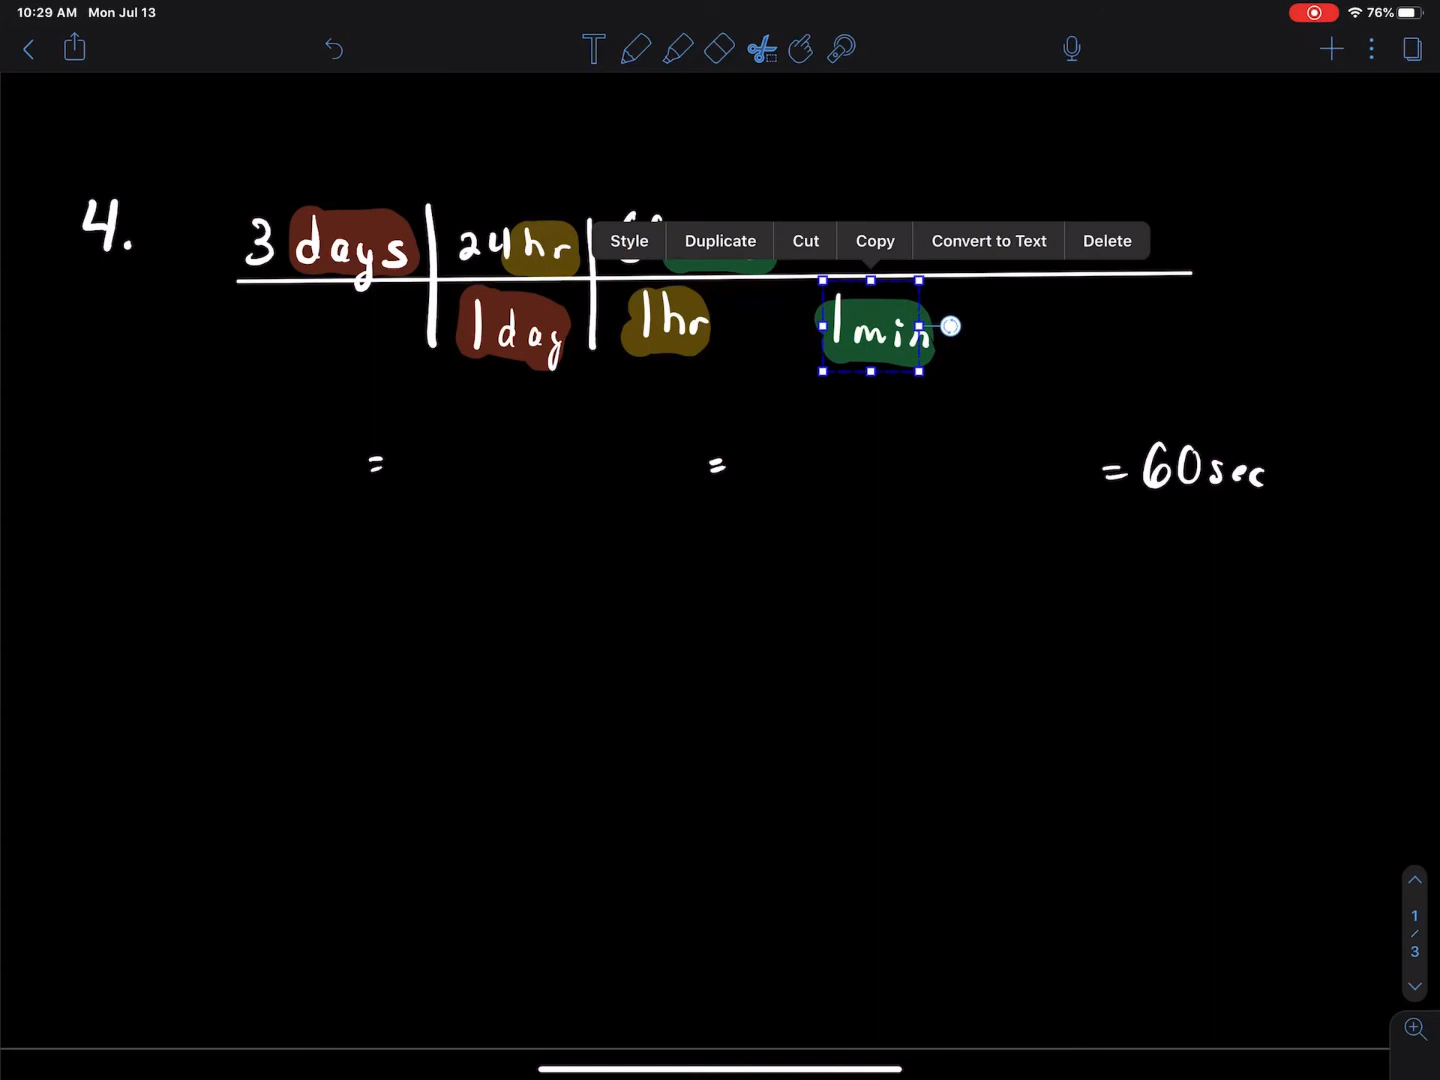 10:29 AM Mon Jul 13
76%
4. 3 days 24 hr
Style Duplicate Cut Copy Convert to Text Delete
1 day 1 hr 1 min
= = = 60 sec
1
/
3